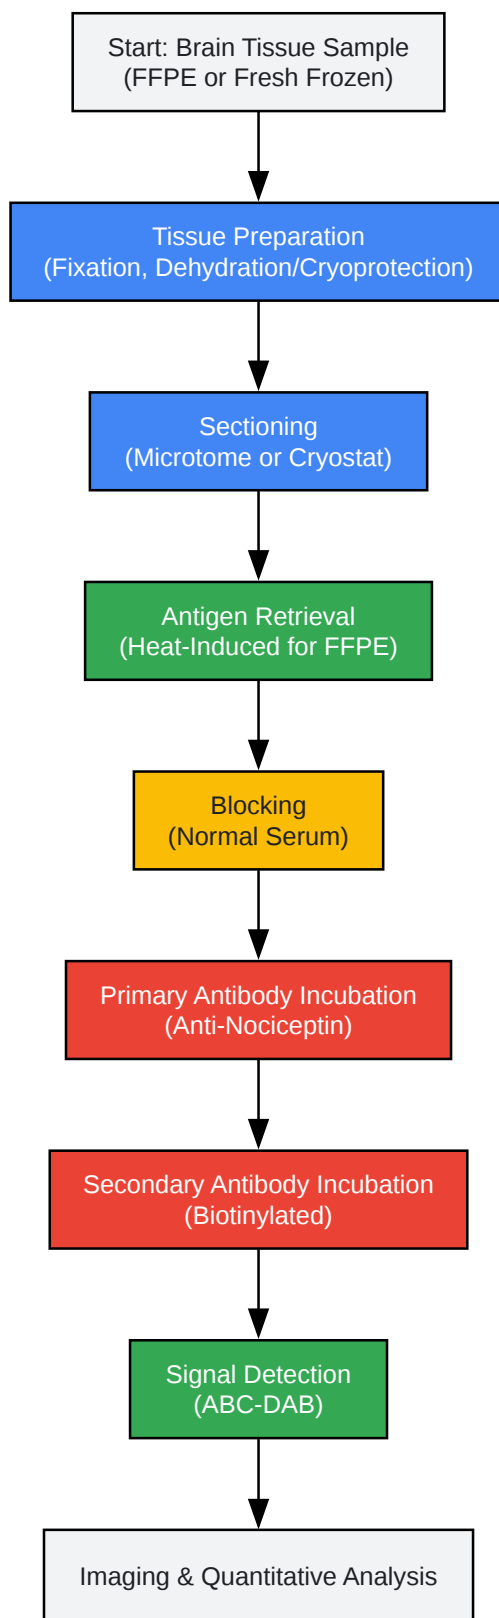 Start: Brain Tissue Sample
(FFPE or Fresh Frozen)
Tissue Preparation
(Fixation, Dehydration/Cryoprotection)
Sectioning
(Microtome or Cryostat)
Antigen Retrieval
(Heat-Induced for FFPE)
Blocking
(Normal Serum)
Primary Antibody Incubation
(Anti-Nociceptin)
Secondary Antibody Incubation
(Biotinylated)
Signal Detection
(ABC-DAB)
Imaging & Quantitative Analysis